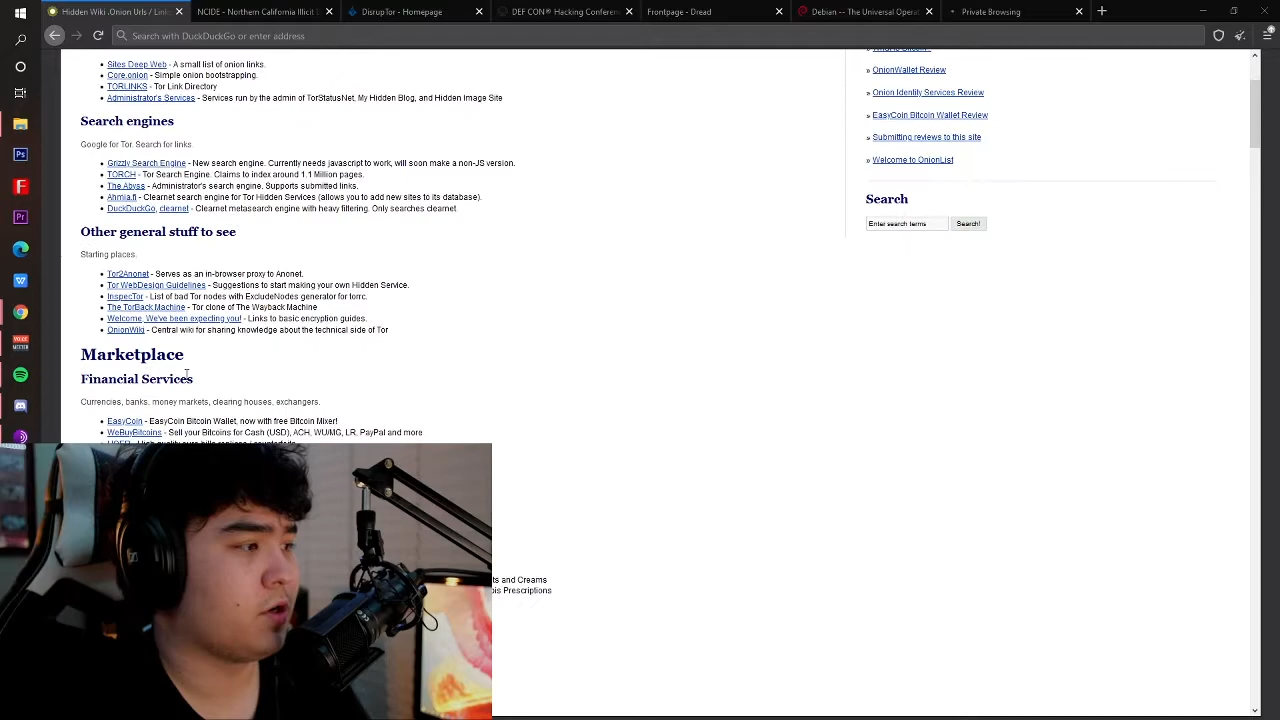 Hidden Wiki .Onion Urls / Links
NCIDE - Northern California Illicit D
DisrupTor - Homepage
DEF CON® Hacking Conferenc
Frontpage - Dread
Debian -- The Universal Operat
Private Browsing
Search with DuckDuckGo or enter address
Sites Deep Web - A small list of onion links.
Core.onion - Simple onion bootstrapping.
TORLINKS - Tor Link Directory
Administrator's Services - Services run by the admin of TorStatusNet, My Hidden Blog, and Hidden Image Site
Search engines
Google for Tor. Search for links.
Grizzly Search Engine - New search engine. Currently needs javascript to work, will soon make a non-JS version.
TORCH - Tor Search Engine. Claims to index around 1.1 Million pages.
The Abyss - Administrator's search engine. Supports submitted links.
Ahmia.fi - Clearnet search engine for Tor Hidden Services (allows you to add new sites to its database).
DuckDuckGo, clearnet - Clearnet metasearch engine with heavy filtering. Only searches clearnet.
Other general stuff to see
Starting places.
Tor2Anonet - Serves as an in-browser proxy to Anonet.
Tor WebDesign Guidelines - Suggestions to start making your own Hidden Service.
InspecTor - List of bad Tor nodes with ExcludeNodes generator for torrc.
The TorBack Machine - Tor clone of The Wayback Machine
Welcome, We've been expecting you! - Links to basic encryption guides.
OnionWiki - Central wiki for sharing knowledge about the technical side of Tor
Marketplace
Financial Services
Currencies, banks, money markets, clearing houses, exchangers.
EasyCoin - EasyCoin Bitcoin Wallet, now with free Bitcoin Mixer!
WeBuyBitcoins - Sell your Bitcoins for Cash (USD), ACH, WU/MG, LR, PayPal and more
ts and Creams
bis Prescriptions
» OnionWallet Review
» Onion Identity Services Review
» EasyCoin Bitcoin Wallet Review
» Submitting reviews to this site
» Welcome to OnionList
Search
Enter search terms
Search!